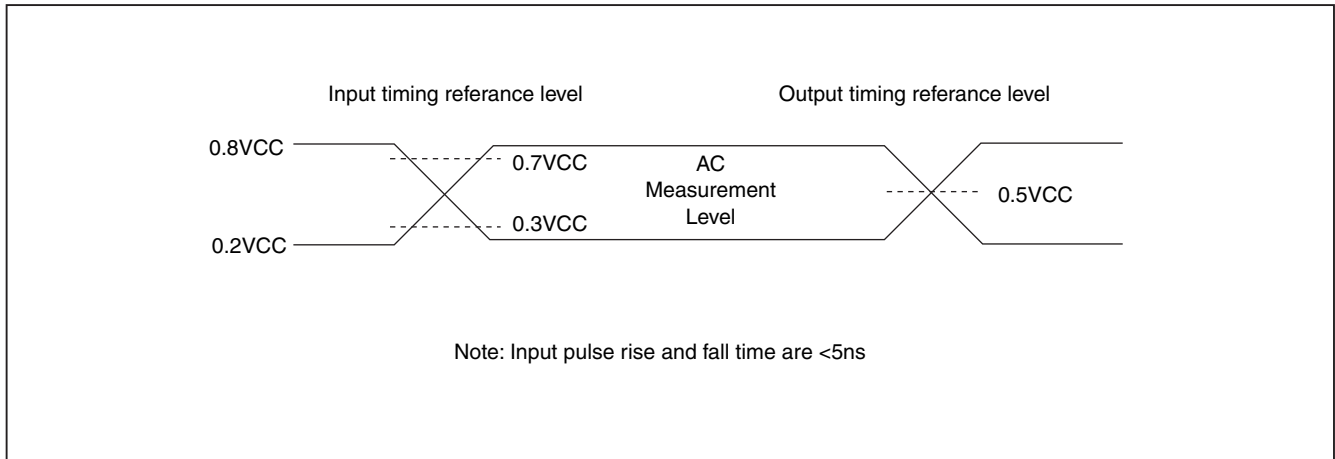 Input timing referance level
Output timing referance level
0.8VCC
0.7VCC
AC
Measurement
Level
0.5VCC
0.3VCC
0.2VCC
Note: Input pulse rise and fall time are <5ns